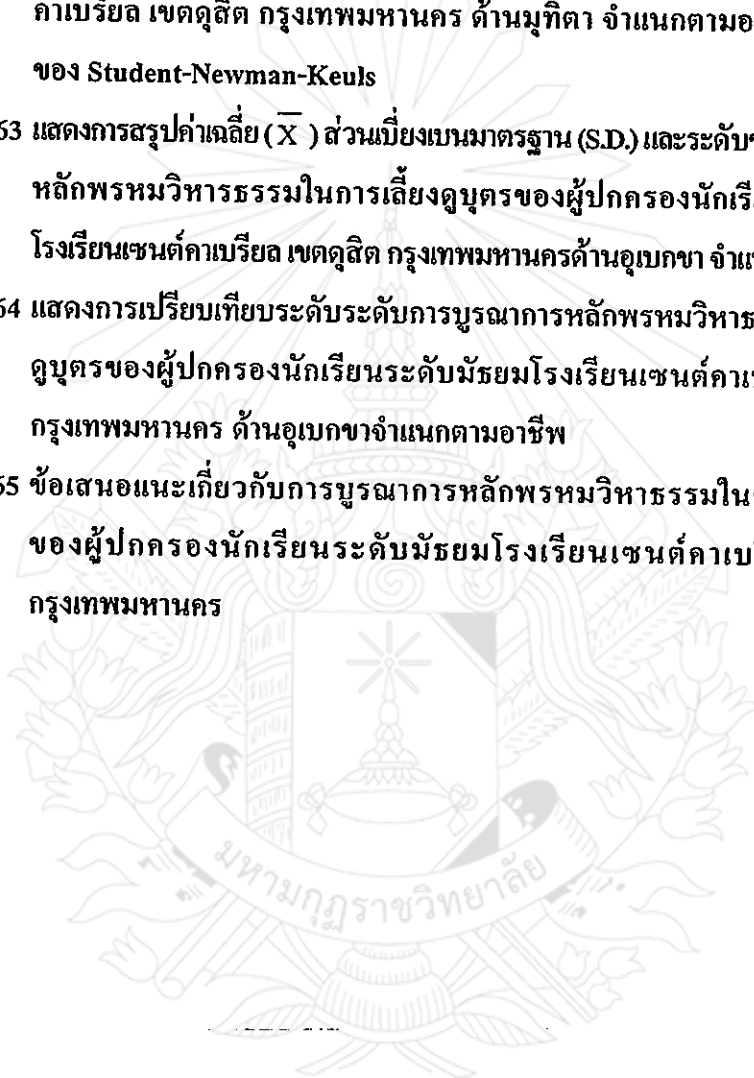 คาเบรียล เขตดุสิต กรุงเทพมหานคร ด้านมุทิตา จำแนกตามอ
ของ Student-Newman-Keuls
63 แสดงการสรุปค่าเฉลี่ย ( X̅ ) ส่วนเบี่ยงเบนมาตรฐาน (S.D.) และระดับ
หลักพรหมวิหารธรรมในการเลี้ยงดูบุตรของผู้ปกครองนักเรี
โรงเรียนเซนต์คาเบรียล เขตดุสิต กรุงเทพมหานครด้านอุเบกขา จำแ
64 แสดงการเปรียบเทียบระดับระดับการบูรณาการหลักพรหมวิหาร
ดูบุตรของผู้ปกครองนักเรียนระดับมัธยมโรงเรียนเซนต์คาเ
กรุงเทพมหานคร ด้านอุเบกขาจำแนกตามอาชีพ
65 ข้อเสนอแนะเกี่ยวกับการบูรณาการหลักพรหมวิหารธรรมใน
ของผู้ปกครองนักเรียนระดับมัธยมโรงเรียนเซนต์คาเบ
กรุงเทพมหานคร
มหามกุฏราชวิทยาลัย